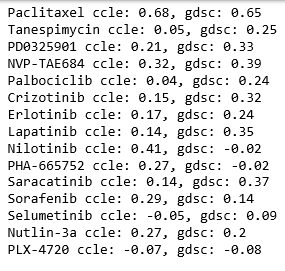 Paclitaxel ccle: 0.68, gdsc: 0.65
Tanespimycin ccle: 0.05, gdsc: 0.25
PD0325901 ccle: 0.21, gdsc: 0.33
NVP-TAE684 ccle: 0.32, gdsc: 0.39
Palbociclib ccle: 0.04, gdsc: 0.24
Crizotinib ccle: 0.15, gdsc: 0.32
Erlotinib ccle: 0.17, gdsc: 0.24
Lapatinib ccle: 0.14, gdsc: 0.35
Nilotinib ccle: 0.41, gdsc: -0.02
PHA-665752 ccle: 0.27, gdsc: -0.02
Saracatinib ccle: 0.14, gdsc: 0.37
Sorafenib ccle: 0.29, gdsc: 0.14
Selumetinib ccle: -0.05, gdsc: 0.09
Nutlin-3a ccle: 0.27, gdsc: 0.2
PLX-4720 ccle: -0.07, gdsc: -0.08